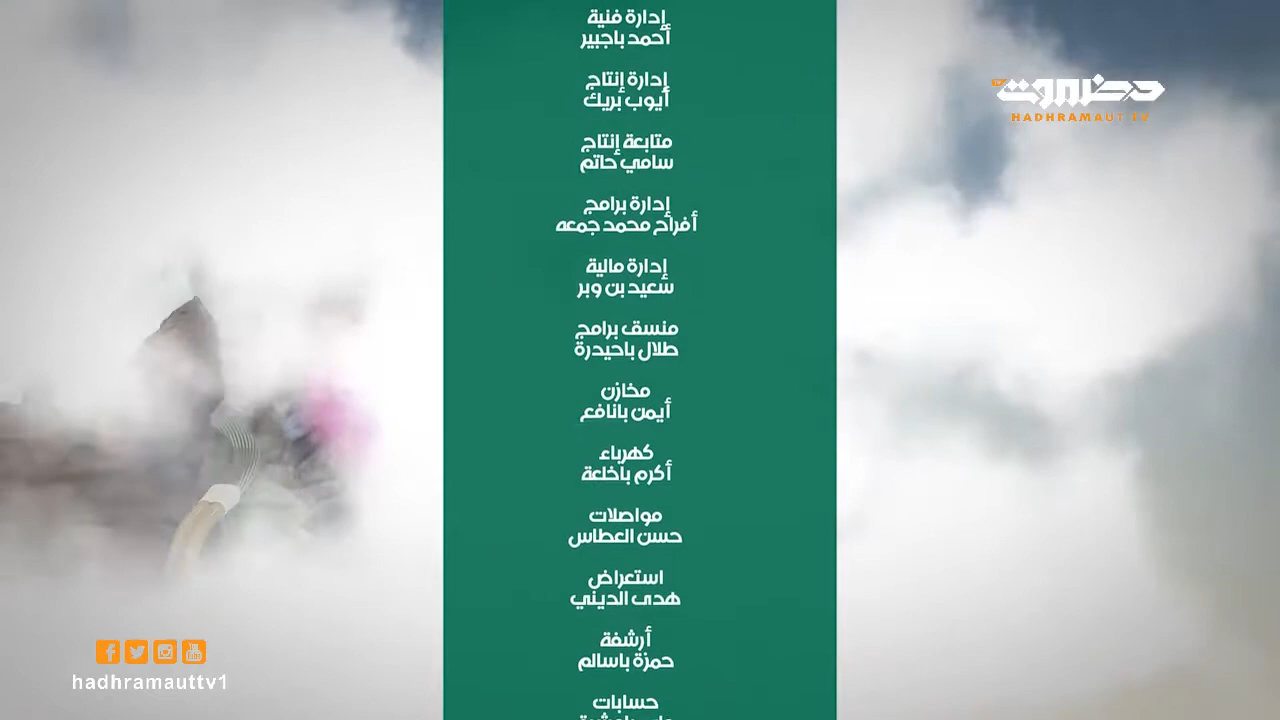 إدارة فنية
أحمد باجبير
إدارة إنتاج
أيوب بريك
متابعة إنتاج
سامي حاتم
إدارة برامج
أفراح محمد جمعه
إدارة مالية
سعيد بن وبر
منسق برامج
طلال باحيدرة
مخازن
أيمن بانافع
كهرباء
أكرم باخلعة
مواصلات
حسن العطاس
استعراض
هدى الديني
أرشفة
حمزة باسالم
حسابات
حضرموت
HADHRAMAUT TV
hadhramauttv1